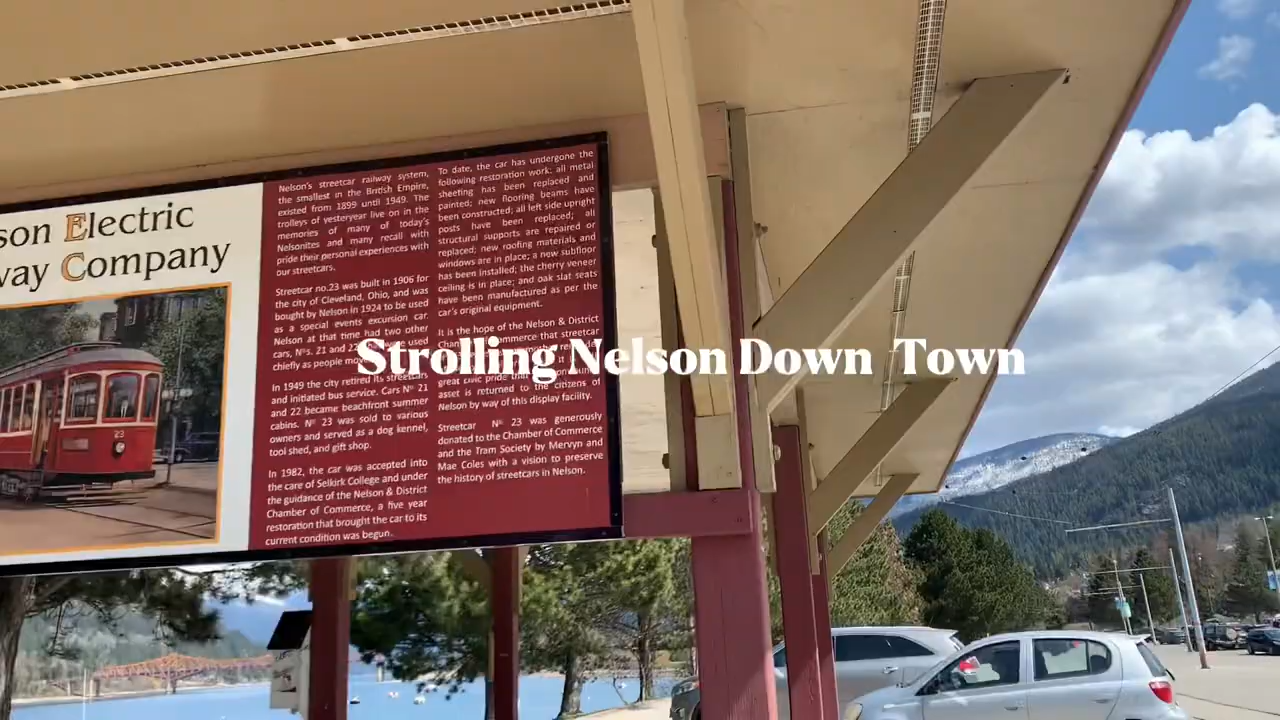 son Electric
way Company
23
Nelson's streetcar railway system,
the smallest in the British Empire,
existed from 1899 until 1949. The
trolleys of yesteryear live on in the
memories of many of today's
Nelsonites and many recall with
pride their personal experiences with
our streetcars.
Streetcar no.23 was built in 1906 for
the city of Cleveland, Ohio, and was
bought by Nelson in 1924 to be used
as a special events excursion car.
Nelson at that time had two other
cars, Nºs. 21 and 22 used
chiefly as people
In 1949 the city retired its streetcars
and initiated bus service. Cars Nº 21
and 22 became beachfront summer
cabins. Nº 23 was sold to various
owners and served as a dog kennel,
tool shed, and gift shop.
In 1982, the car was accepted into
the care of Selkirk College and under
the guidance of the Nelson & District
Chamber of Commerce, a five year
restoration that brought the car to its
current condition was begun.
To date, the car has undergone the
following restoration work: all metal
sheeting has been replaced and
painted; new flooring beams have
been constructed; all left side upright
posts have been replaced; all
structural supports are repaired or
replaced; new roofing materials and
windows are in place; a new subfloor
has been installed; the cherry veneer
ceiling is in place; and oak slat seats
have been manufactured as per the
car's original equipment.
It is the hope of the Nelson & District
Commerce that streetcar
great civic pride
asset is returned to the citizens of
Nelson by way of this display facility.
Streetcar Nº 23 was generously
donated to the Chamber of Commerce
and the Tram Society by Mervyn and
Mae Coles with a vision to preserve
the history of streetcars in Nelson.
Strolling Nelson Down Town